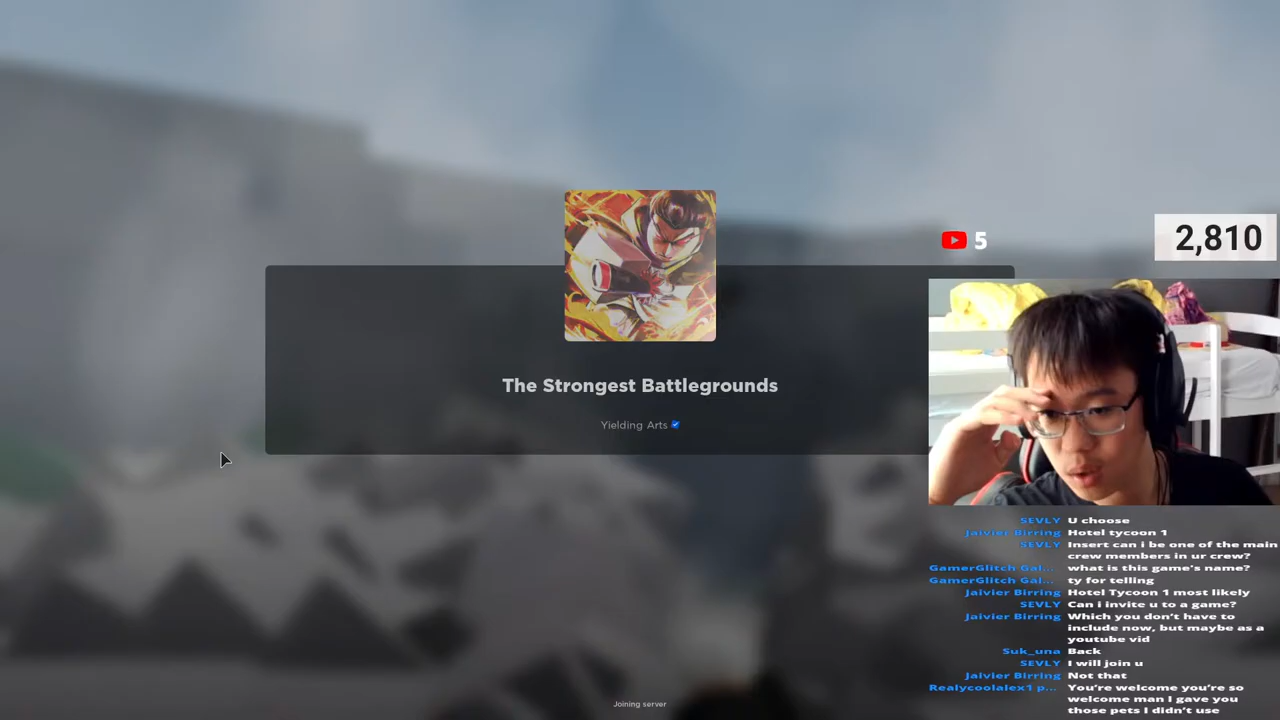 5
2,810
The Strongest Battlegrounds
Yielding Arts
SEVLY U choose
Jaivier Birring Hotel tycoon 1
SEVLY Insert can i be one of the main
crew members in ur crew?
GamerGlitch Gal... what is this game's name?
GamerGlitch Gal... ty for telling
Jaivier Birring Hotel Tycoon 1 most likely
SEVLY Can i invite u to a game?
Jaivier Birring Which you don't have to
include now, but maybe as a
youtube vid
Suk_una Back
SEVLY I will join u
Jaivier Birring Not that
Realycoolalex1 p... You're welcome you're so
welcome man I gave you
those pets I didn't use
Joining server